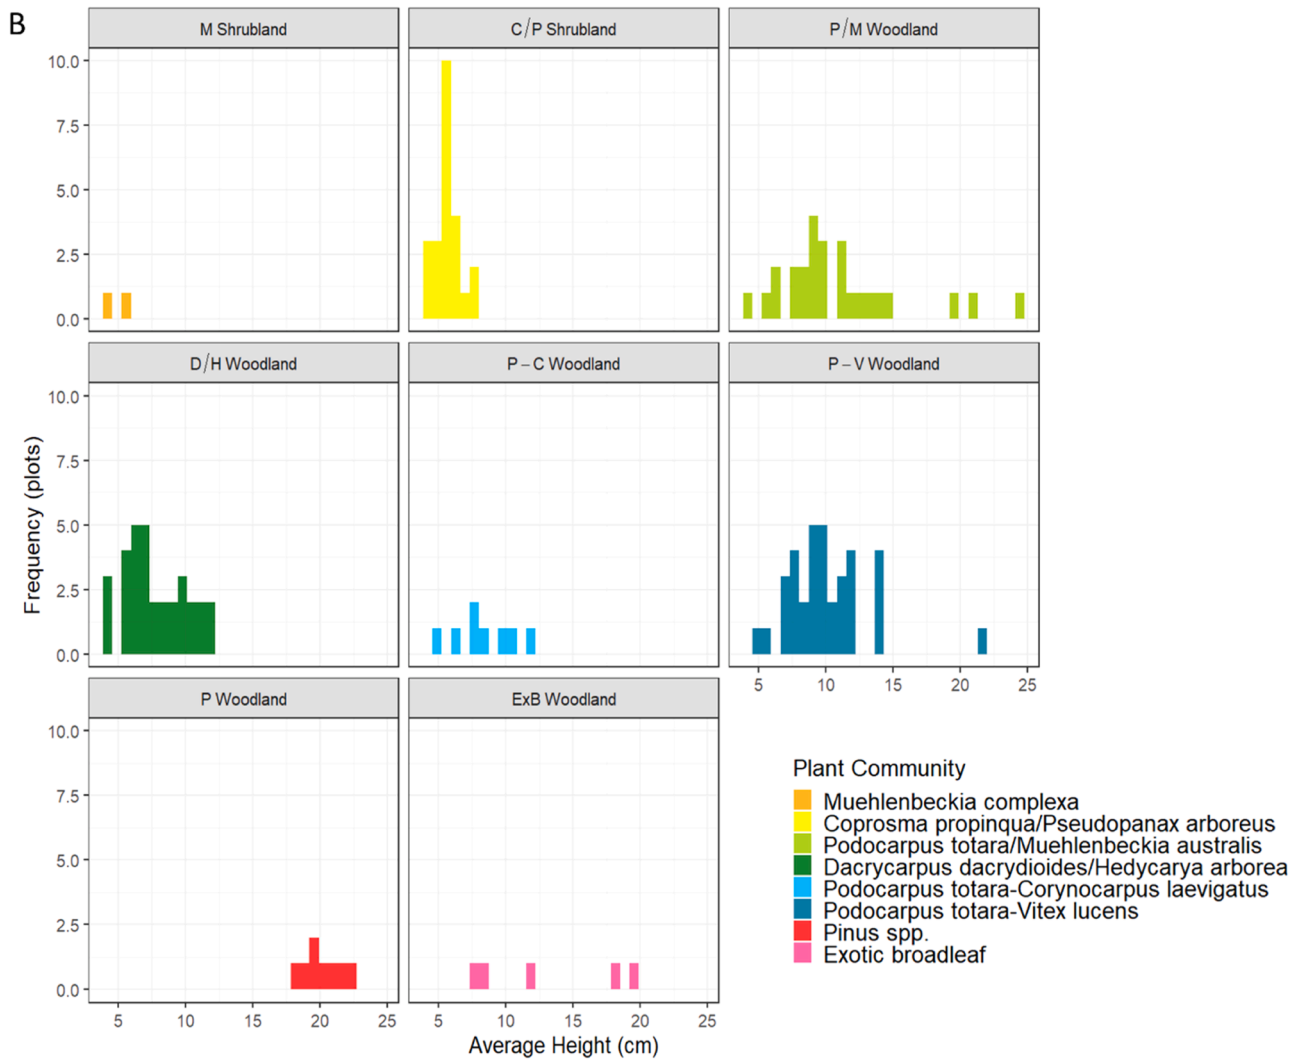 B
M Shrubland
C/P Shrubland
P/M Woodland
10.0
7.5
5.0
2.5
0.0
D/H Woodland
P – C Woodland
P – V Woodland
10.0
7.5
5.0
2.5
0.0
5 10 15 20 25
P Woodland
ExB Woodland
10.0
7.5
5.0
2.5
0.0
5 10 15 20 25
5 10 15 20 25
Frequency (plots)
Average Height (cm)
Plant Community
Muehlenbeckia complexa
Coprosma propinqua/Pseudopanax arboreus
Podocarpus totara/Muehlenbeckia australis
Dacrycarpus dacrydioides/Hedycarya arborea
Podocarpus totara-Corynocarpus laevigatus
Podocarpus totara-Vitex lucens
Pinus spp.
Exotic broadleaf